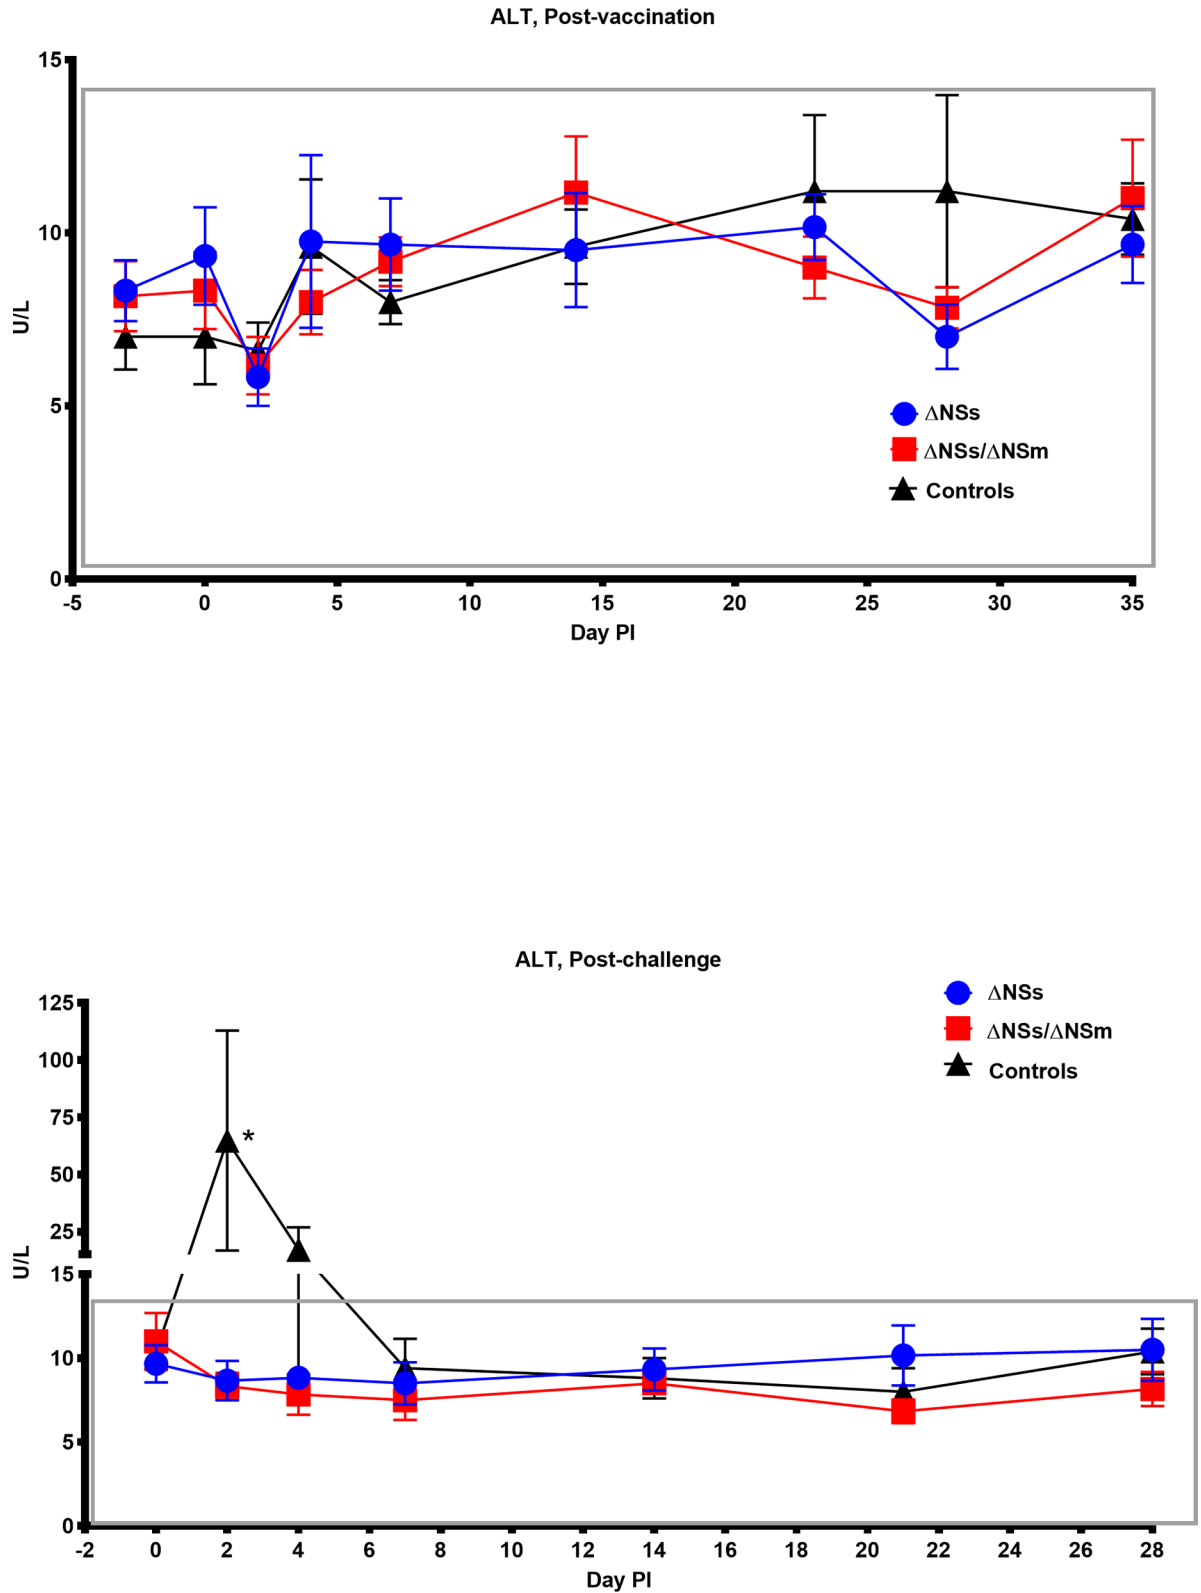 ALT, Post-vaccination
15
10
5
0
U/L
ΔNSs
ΔNSs/ΔNSm
Controls
-5 0 5 10 15 20 25 30 35
Day PI
ALT, Post-challenge
ΔNSs
ΔNSs/ΔNSm
Controls
125
100
75
50
25
15
10
5
0
*
U/L
-2 0 2 4 6 8 10 12 14 16 18 20 22 24 26 28
Day PI